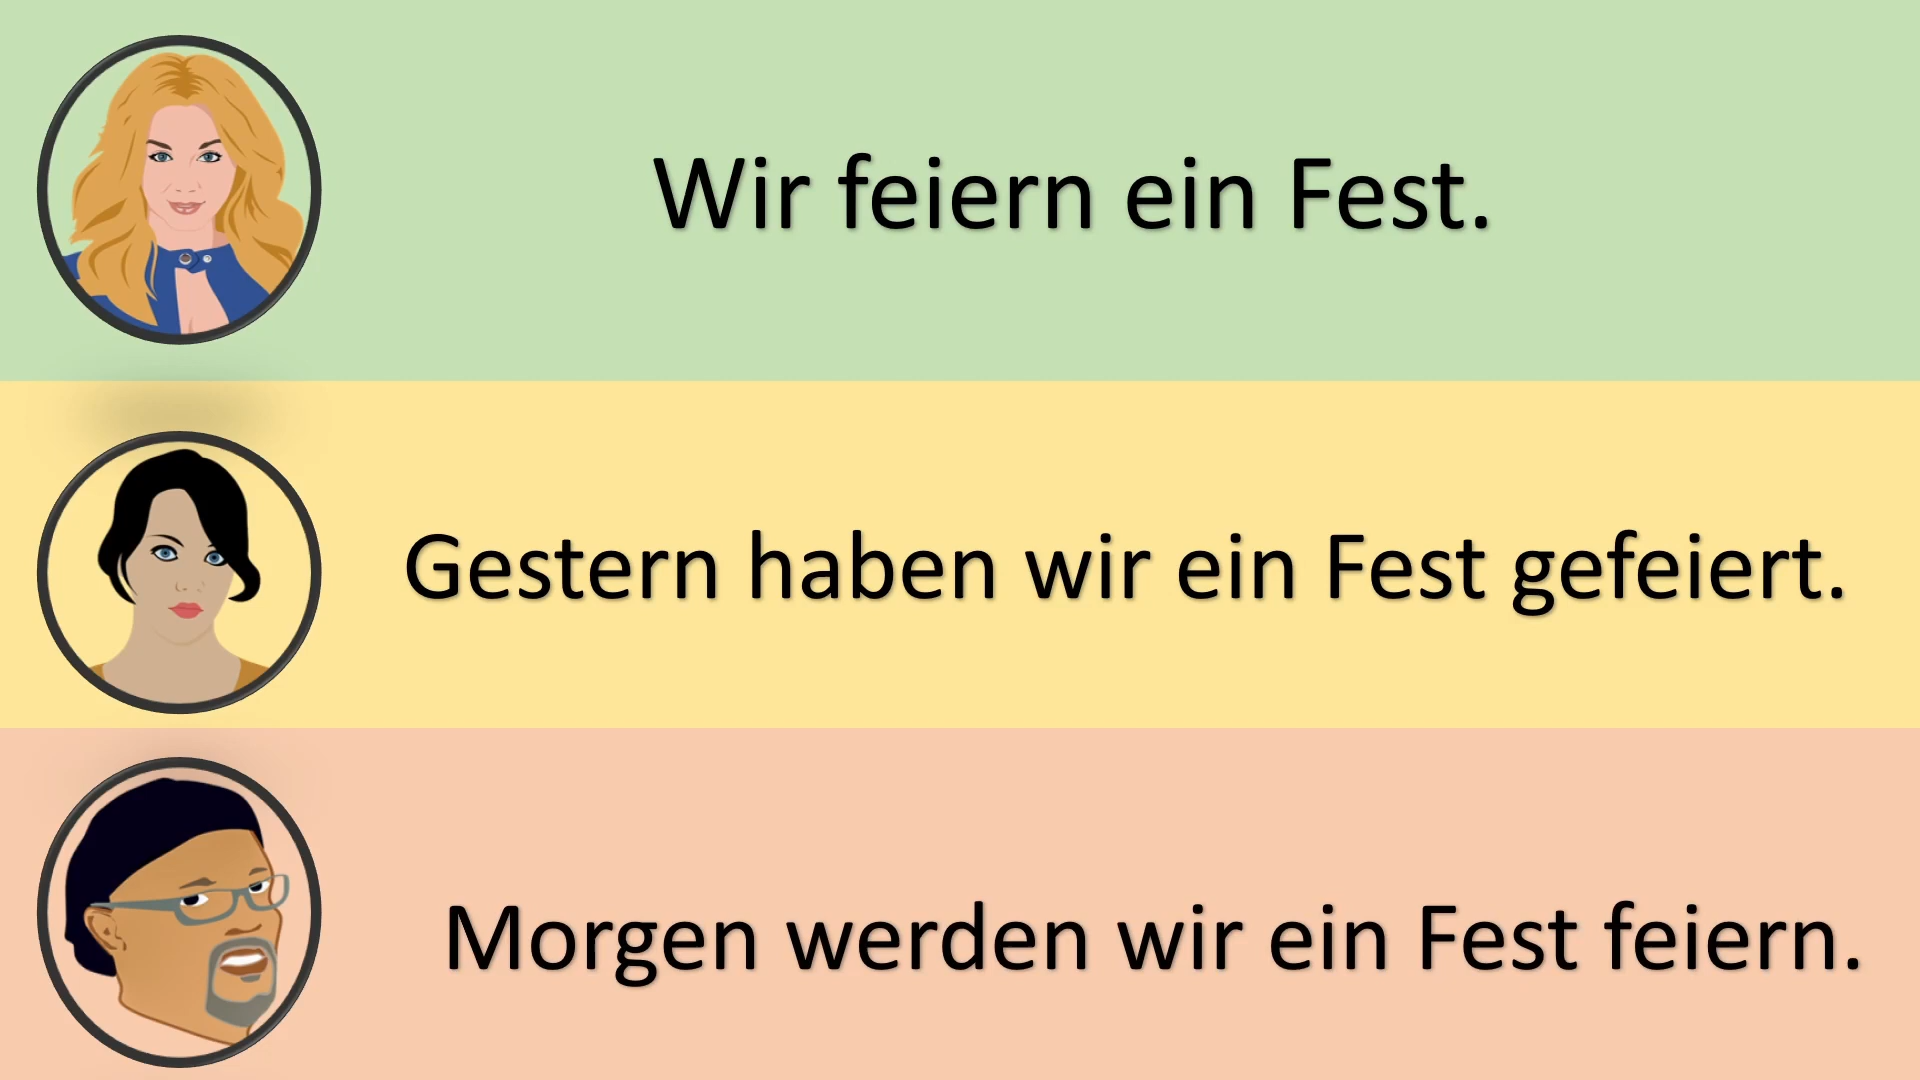 Wir feiern ein Fest.
Gestern haben wir ein Fest gefeiert.
Morgen werden wir ein Fest feiern.